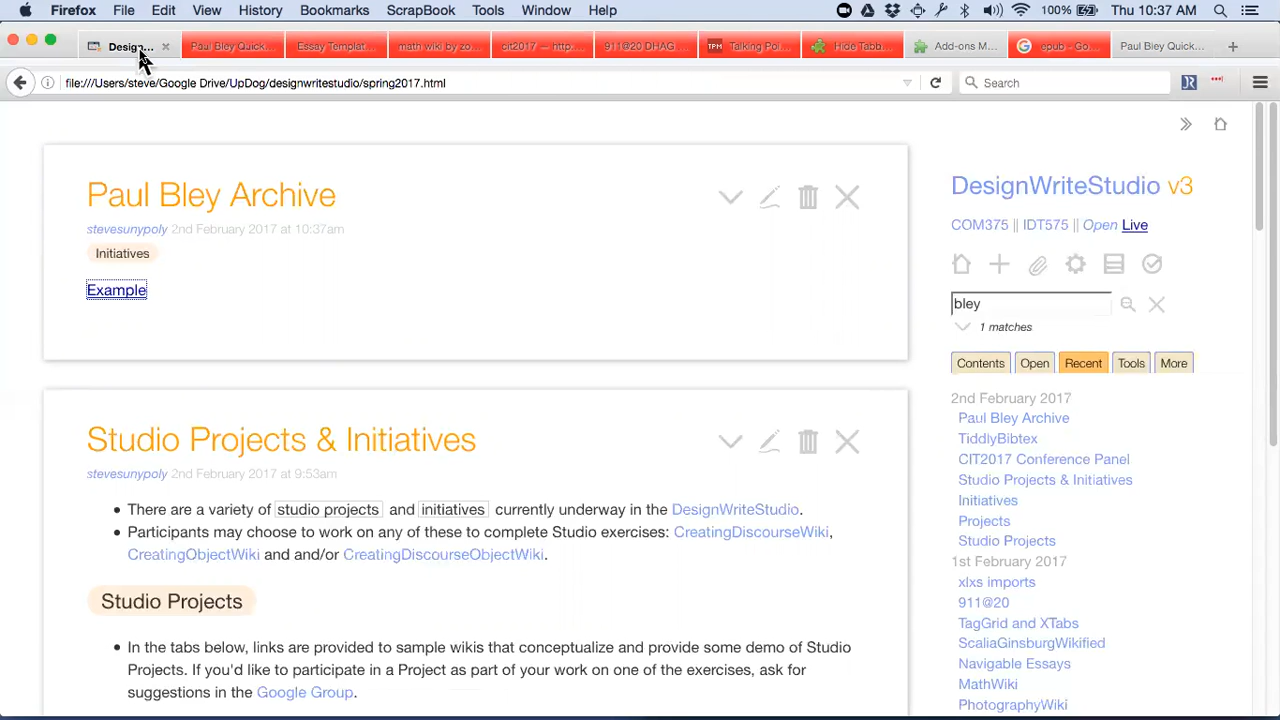 Firefox File Edit View History Bookmarks ScrapBook Tools Window Help 100% Thu 10:37 AM
Design... Paul Bley Quick... Essay Templat... math wiki by zo... cit2017 — http... 911@20 DHAG... TPM Talking Poi... Hide Tabb... Add-ons M... G epub - Go... Paul Bley Quick...
file:///Users/steve/Google Drive/UpDog/designwritestudio/spring2017.html Search
Paul Bley Archive
stevesunypoly 2nd February 2017 at 10:37am
Initiatives
Example
Studio Projects & Initiatives
stevesunypoly 2nd February 2017 at 9:53am
There are a variety of studio projects and initiatives currently underway in the DesignWriteStudio.
Participants may choose to work on any of these to complete Studio exercises: CreatingDiscourseWiki,
CreatingObjectWiki and and/or CreatingDiscourseObjectWiki.
Studio Projects
In the tabs below, links are provided to sample wikis that conceptualize and provide some demo of Studio
Projects. If you'd like to participate in a Project as part of your work on one of the exercises, ask for
suggestions in the Google Group.
DesignWriteStudio v3
COM375 || IDT575 || Open Live
bley
1 matches
Contents Open Recent Tools More
2nd February 2017
Paul Bley Archive
TiddlyBibtex
CIT2017 Conference Panel
Studio Projects & Initiatives
Initiatives
Projects
Studio Projects
1st February 2017
xlxs imports
911@20
TagGrid and XTabs
ScaliaGinsburgWikified
Navigable Essays
MathWiki
PhotographyWiki